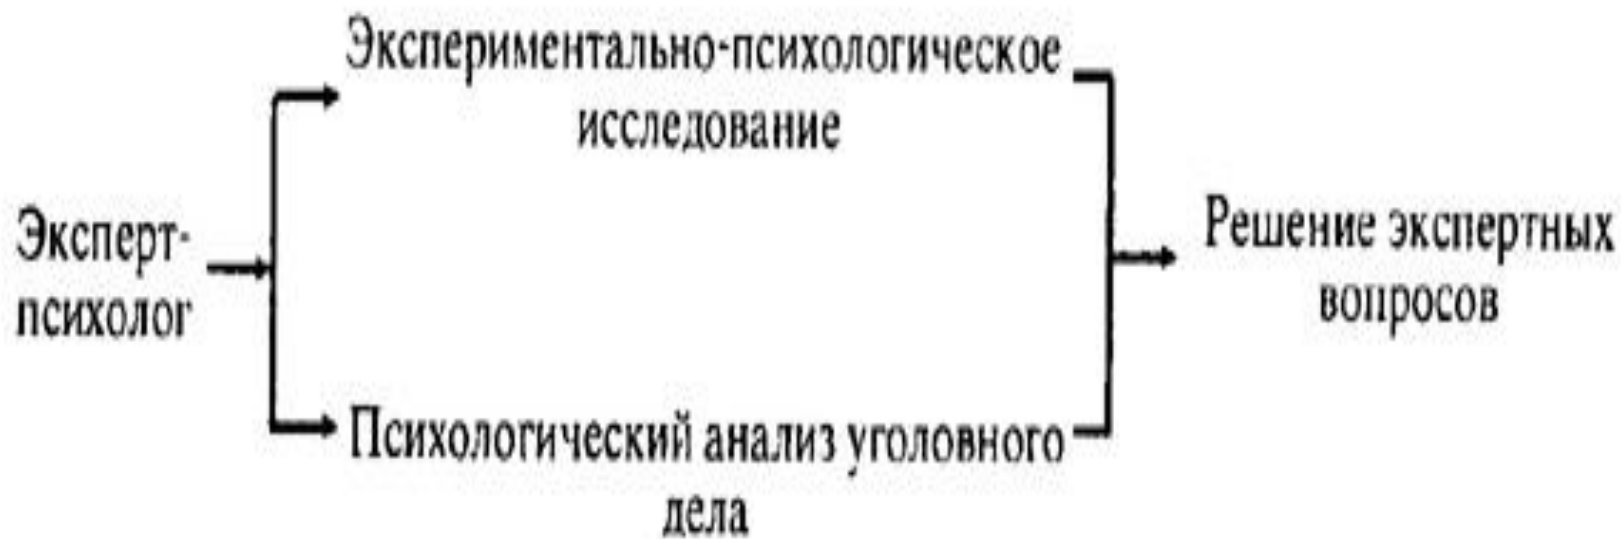 Эксперт-
психолог
Экспериментально-психологическое
исследование
Психологический анализ уголовного
дела
Решение экспертных
вопросов